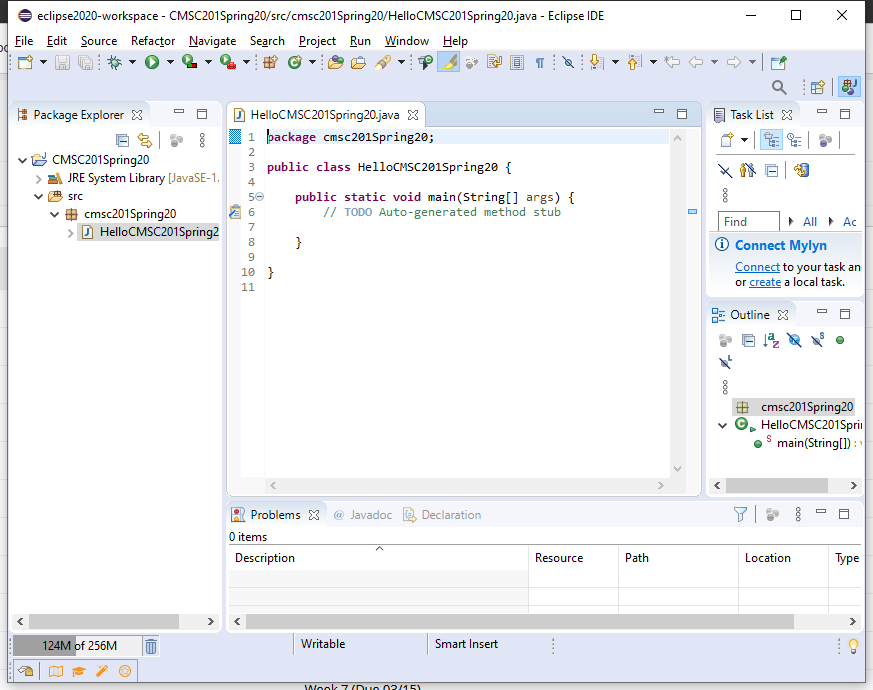 eclipse2020-workspace - CMSC201Spring20/src/cmsc201Spring20/HelloCMSC201Spring20.java - Eclipse IDE
File Edit Source Refactor Navigate Search Project Run Window Help
Package Explorer
CMSC201Spring20
JRE System Library [JavaSE-1.
src
cmsc201Spring20
HelloCMSC201Spring2
HelloCMSC201Spring20.java
1 package cmsc201Spring20;
2
3 public class HelloCMSC201Spring20 {
4
5 public static void main(String[] args) {
6 // TODO Auto-generated method stub
7
8 }
9
10 }
11
Task List
Find All Ac
Connect Mylyn
Connect to your task an
or create a local task.
Outline
cmsc201Spring20
HelloCMSC201Spri
main(String[]) :
Problems @ Javadoc Declaration
0 items
Description Resource Path Location Type
124M of 256M Writable Smart Insert
Week 7 (Due 03/15)